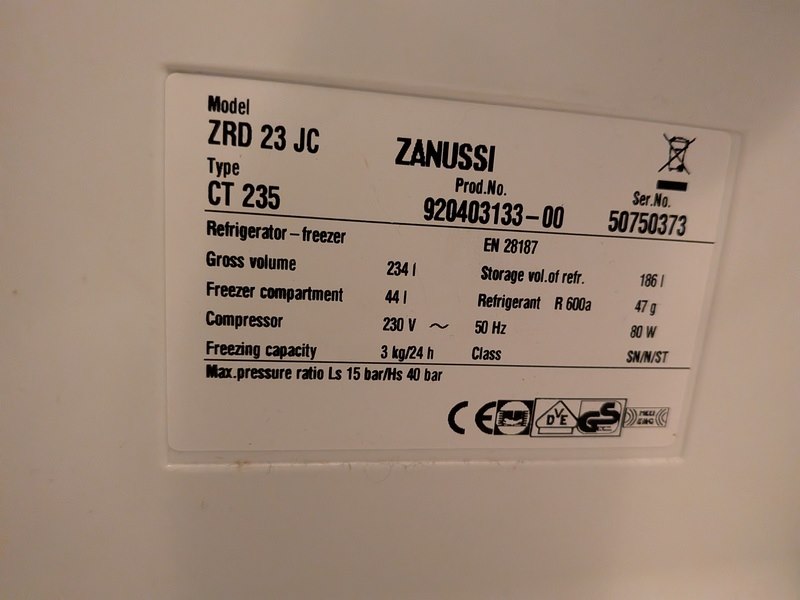 Model
ZRD 23 JC
ZANUSSI
Type
CT 235
Prod.No.
920403133-00
Ser.No.
50750373
Refrigerator-freezer
EN 28187
Gross volume 234 l
Storage vol.of refr. 186 l
Freezer compartment 44 l
Refrigerant R 600a 47 g
Compressor 230 V ~ 50 Hz 80 W
Freezing capacity 3 kg/24 h
Class SN/N/ST
Max.pressure ratio Ls 15 bar/Hs 40 bar
CE DVE GS